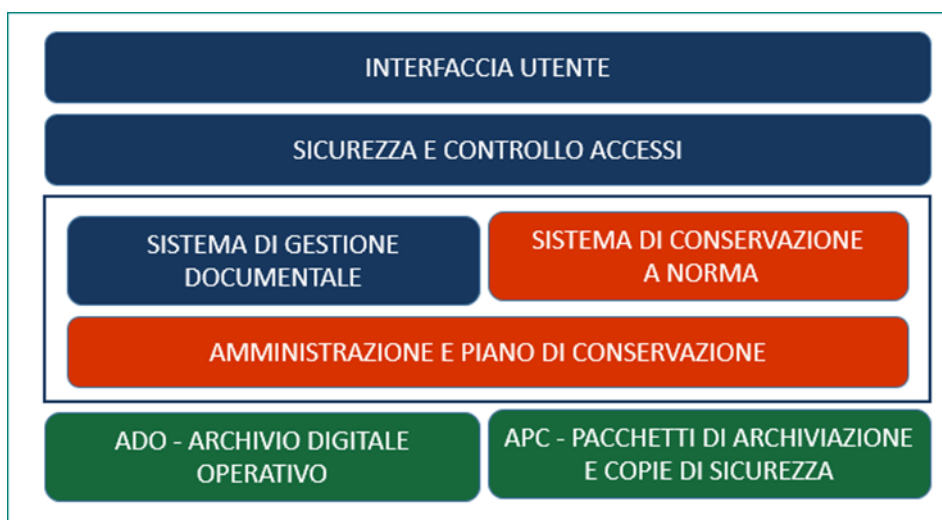 INTERFACCIA UTENTE
SICUREZZA E CONTROLLO ACCESSI
SISTEMA DI GESTIONE
DOCUMENTALE
SISTEMA DI CONSERVAZIONE
A NORMA
AMMINISTRAZIONE E PIANO DI CONSERVAZIONE
ADO - ARCHIVIO DIGITALE
OPERATIVO
APC - PACCHETTI DI ARCHIVIAZIONE
E COPIE DI SICUREZZA